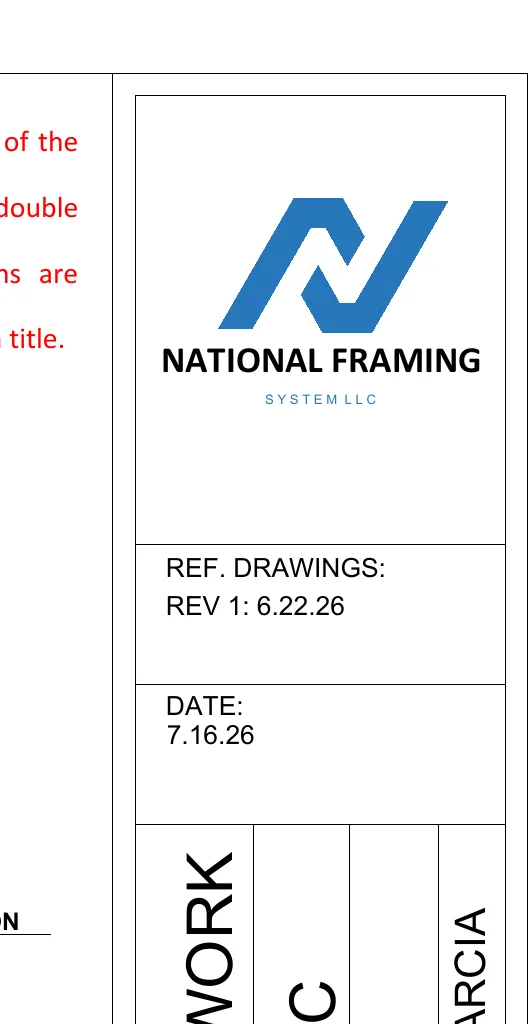 of the
double
ns are
title.
NATIONAL FRAMING
SYSTEM LLC
REF. DRAWINGS:
REV 1: 6.22.26
DATE:
7.16.26
ON
WORK
C
ARCIA